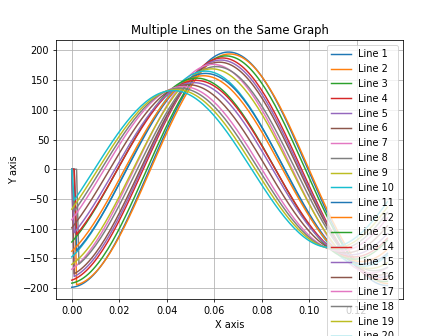 Multiple Lines on the Same Graph
200
150
100
50
0
−50
−100
−150
−200
Y axis
0.00
0.02
0.04
0.06
0.08
0.10
X axis
Line 1
Line 2
Line 3
Line 4
Line 5
Line 6
Line 7
Line 8
Line 9
Line 10
Line 11
Line 12
Line 13
Line 14
Line 15
Line 16
Line 17
Line 18
Line 19
Line 20